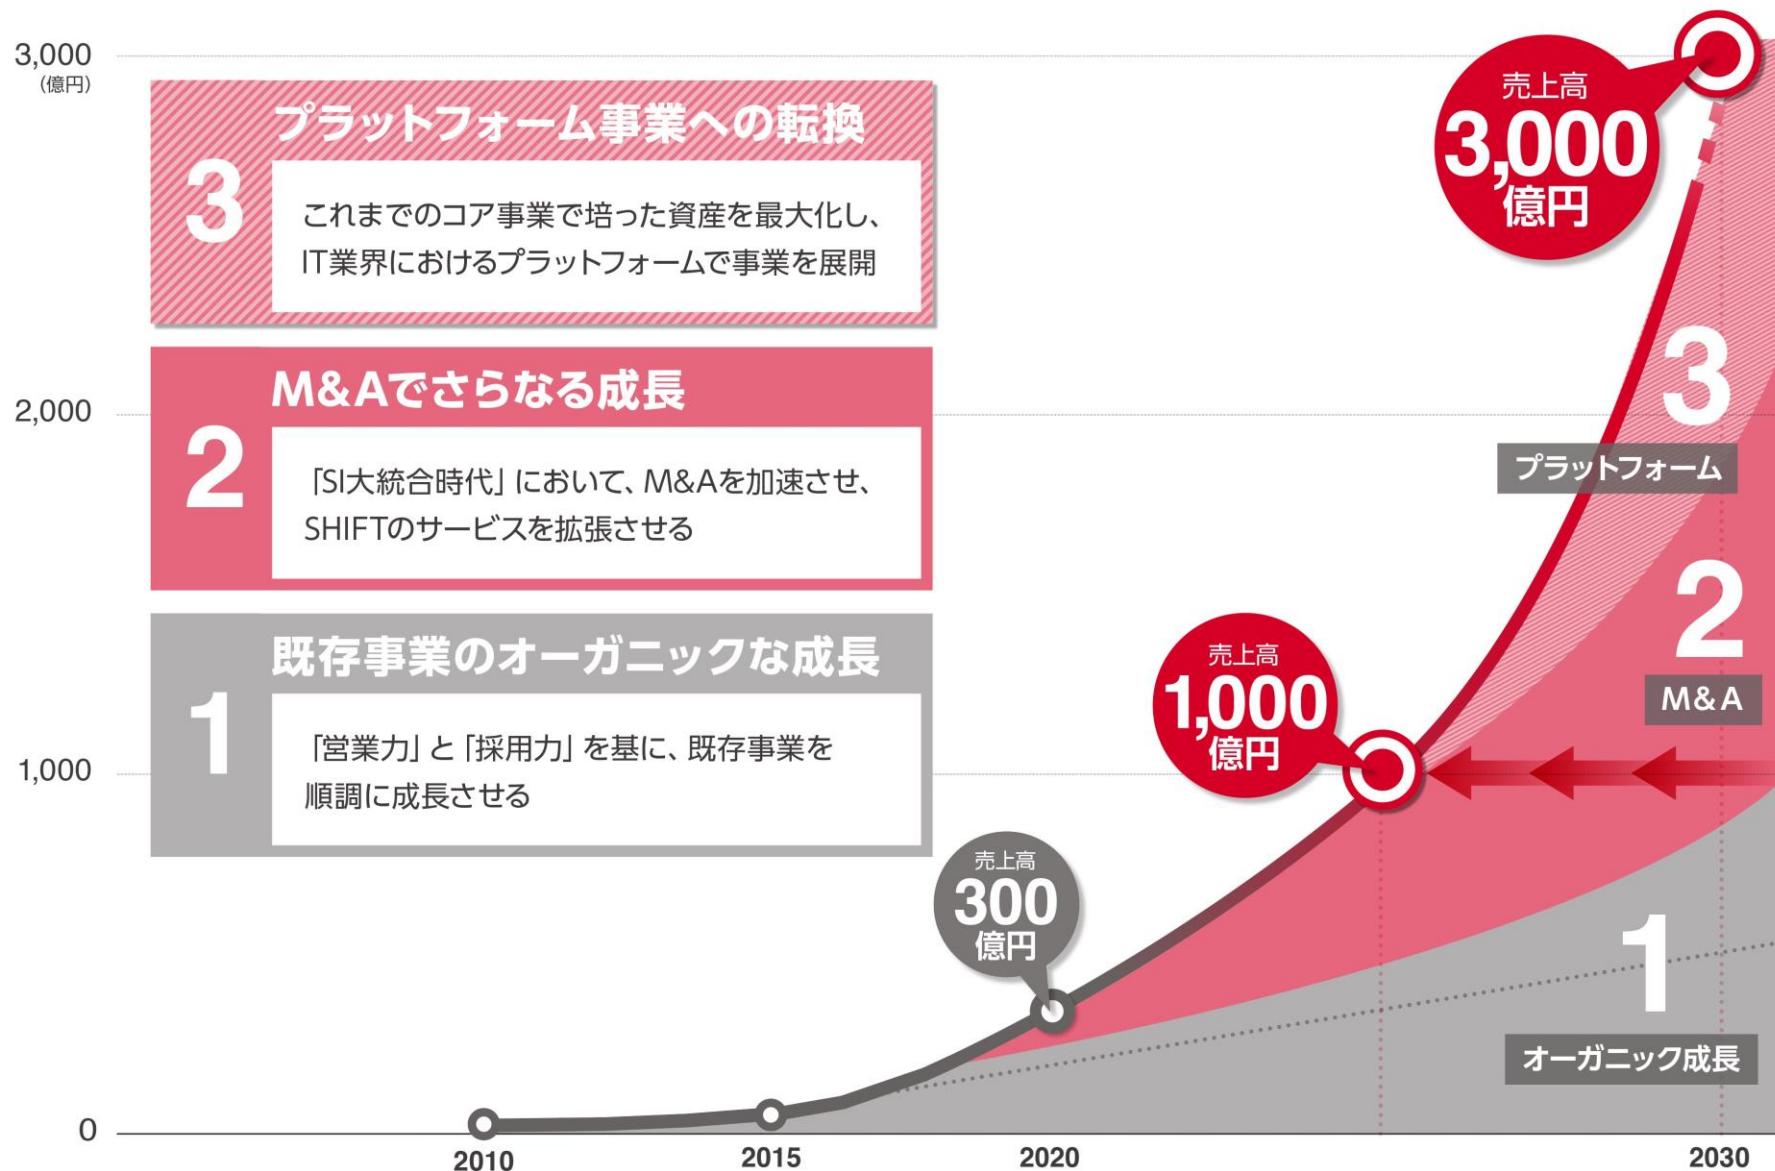 3,000
(億円)
2,000
1,000
0
3
プラットフォーム事業への転換
これまでのコア事業で培った資産を最大化し、
IT業界におけるプラットフォームで事業を展開
2
M&Aでさらなる成長
「SI大統合時代」において、M&Aを加速させ、
SHIFTのサービスを拡張させる
1
既存事業のオーガニックな成長
「営業力」と「採用力」を基に、既存事業を
順調に成長させる
売上高
300
億円
売上高
1,000
億円
売上高
3,000
億円
3
プラットフォーム
2
M&A
1
オーガニック成長
2010
2015
2020
2030